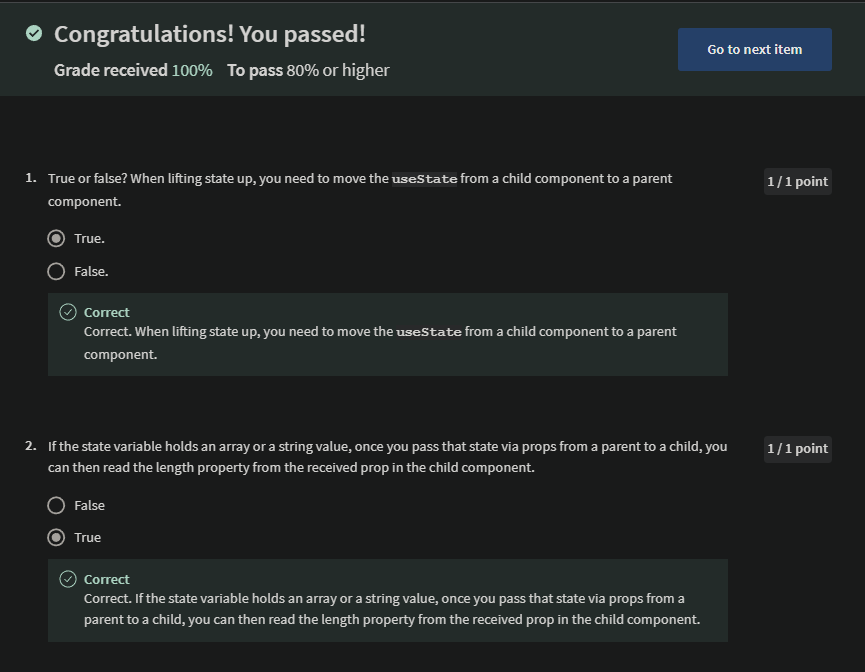 Congratulations! You passed!
Go to next item
Grade received 100% To pass 80% or higher
1. True or false? When lifting state up, you need to move the useState from a child component to a parent
component.
1 / 1 point
True.
False.
Correct
Correct. When lifting state up, you need to move the useState from a child component to a parent
component.
2. If the state variable holds an array or a string value, once you pass that state via props from a parent to a child, you
can then read the length property from the received prop in the child component.
1 / 1 point
False
True
Correct
Correct. If the state variable holds an array or a string value, once you pass that state via props from a
parent to a child, you can then read the length property from the received prop in the child component.